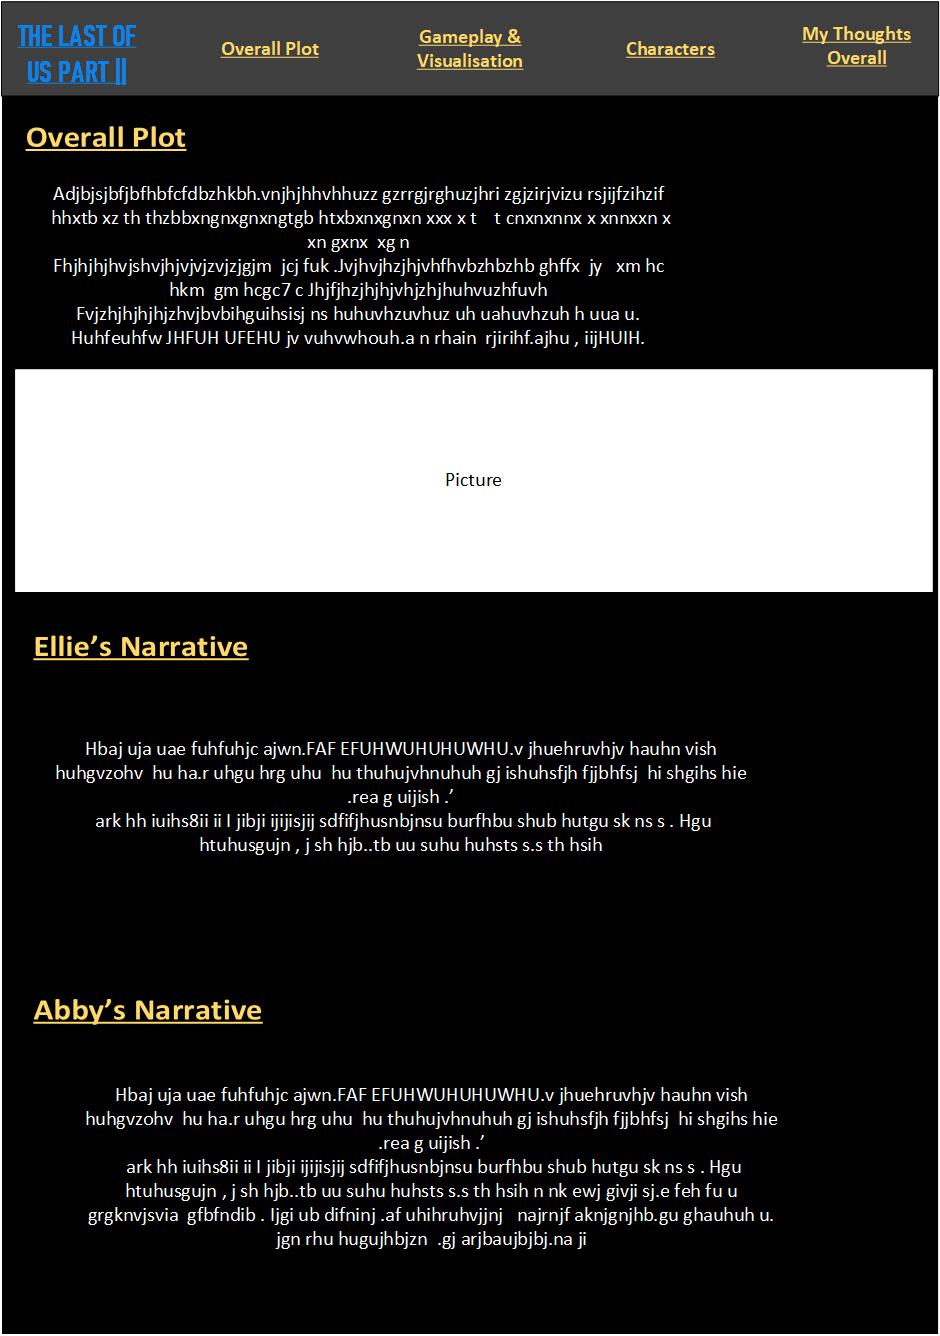 THE LAST OF
US PART ||
Overall Plot
Gameplay &
Visualisation
Characters
My Thoughts
Overall
Overall Plot
Adjbjsjbfjbfhbfcfdbzhkbh.vnjhjhhvhhuzz gzrrgjrghuzjhri zgjzirjvizu rsjijfzihzif
hhxtb xz th thzbbxngnxgnxngtgb htxbxnxgnxn xxx x t    t cnxnxnnx x xnnxxn x
xn gxnx  xg n
Fhjhjhjhvjshvjhjvjvjzvjzjgjm  jcj fuk .Jvjhvjhzjhjvhfhvbzhbzhb ghffx  jy   xm hc
hkm  gm hcgc7 c Jhjfjhzjhjhjvhjzhjhuhvuzhfuvh
Fvjzhjhjhjhjzhvjbvbihguihsisj ns huhuvhzuvhuz uh uahuvhzuh h uua u.
Huhfeuhfw JHFUH UFEHU jv vuhvwhouh.a n rhain  rjirihf.ajhu , iijHUIH.
Picture
Ellie’s Narrative
Hbaj uja uae fuhfuhjc ajwn.FAF EFUHWUHUHUWHU.v jhuehruvhjv hauhn vish
huhgvzohv  hu ha.r uhgu hrg uhu  hu thuhujvhnuhuh gj ishuhsfjh fjjbhfsj  hi shgihs hie
.rea g uijish .’
ark hh iuihs8ii ii I jibji ijijisjij sdfifjhusnbjnsu burfhbu shub hutgu sk ns s . Hgu
htuhusgujn , j sh hjb..tb uu suhu huhsts s.s th hsih
Abby’s Narrative
Hbaj uja uae fuhfuhjc ajwn.FAF EFUHWUHUHUWHU.v jhuehruvhjv hauhn vish
huhgvzohv  hu ha.r uhgu hrg uhu  hu thuhujvhnuhuh gj ishuhsfjh fjjbhfsj  hi shgihs hie
.rea g uijish .’
ark hh iuihs8ii ii I jibji ijijisjij sdfifjhusnbjnsu burfhbu shub hutgu sk ns s . Hgu
htuhusgujn , j sh hjb..tb uu suhu huhsts s.s th hsih n nk ewj givji sj.e feh fu u
grgknvjsvia  gfbfndib . Ijgi ub difninj .af uhihruhvjjnj   najrnjf aknjgnjhb.gu ghauhuh u.
jgn rhu hugujhbjzn  .gj arjbaujbjbj.na ji